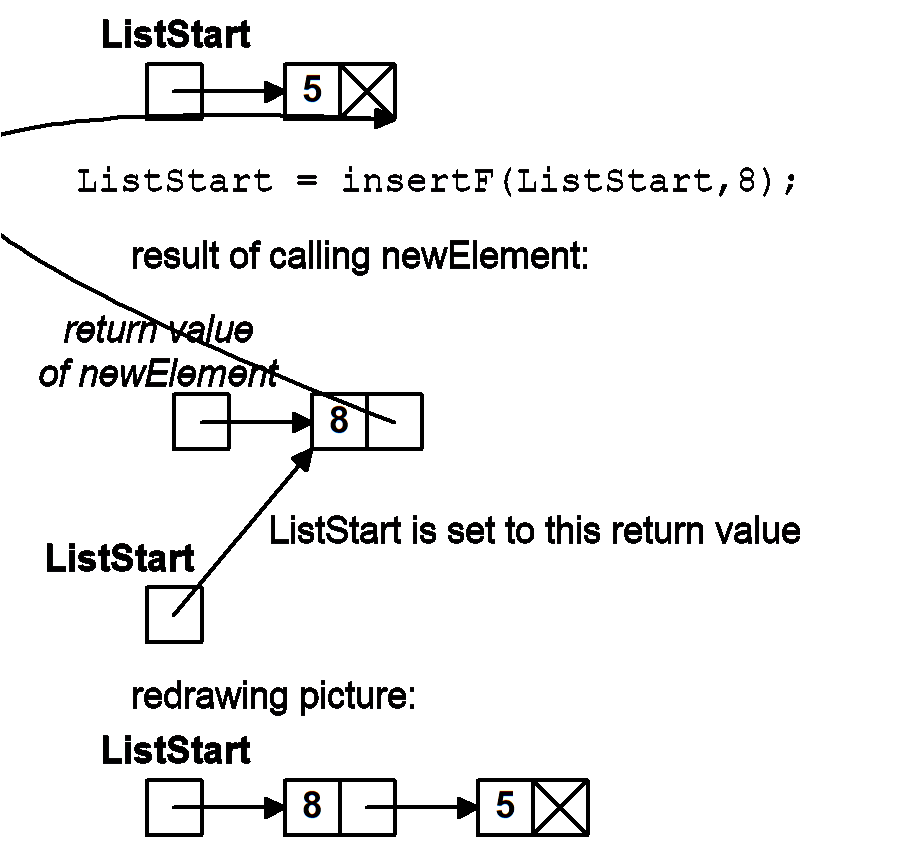 ListStart
5
ListStart = insertF(ListStart,8);
result of calling newElement:
return value
of newElement
8
ListStart is set to this return value
ListStart
redrawing picture:
ListStart
8 5